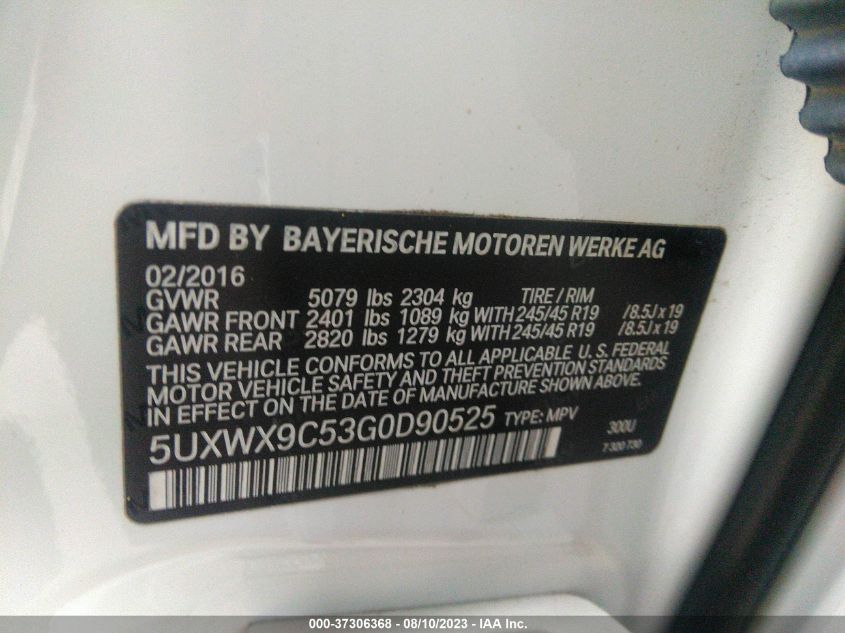 MFD BY BAYERISCHE MOTOREN WERKE AG
02/2016
GVWR 5079 lbs 2304 kg TIRE / RIM
GAWR FRONT 2401 lbs 1089 kg WITH 245/45 R19 /8.5J x 19
GAWR REAR 2820 lbs 1279 kg WITH 245/45 R19 /8.5J x 19
THIS VEHICLE CONFORMS TO ALL APPLICABLE U. S. FEDERAL
MOTOR VEHICLE SAFETY AND THEFT PREVENTION STANDARDS
IN EFFECT ON THE DATE OF MANUFACTURE SHOWN ABOVE.
5UXWX9C53G0D90525 TYPE: MPV 300U
7 320 730
000-37306368 - 08/10/2023 - IAA Inc.